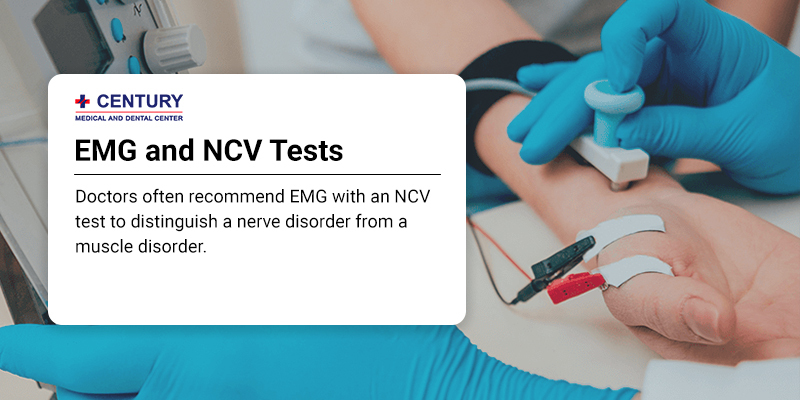 CENTURY
MEDICAL AND DENTAL CENTER
EMG and NCV Tests
Doctors often recommend EMG with an NCV
test to distinguish a nerve disorder from a
muscle disorder.